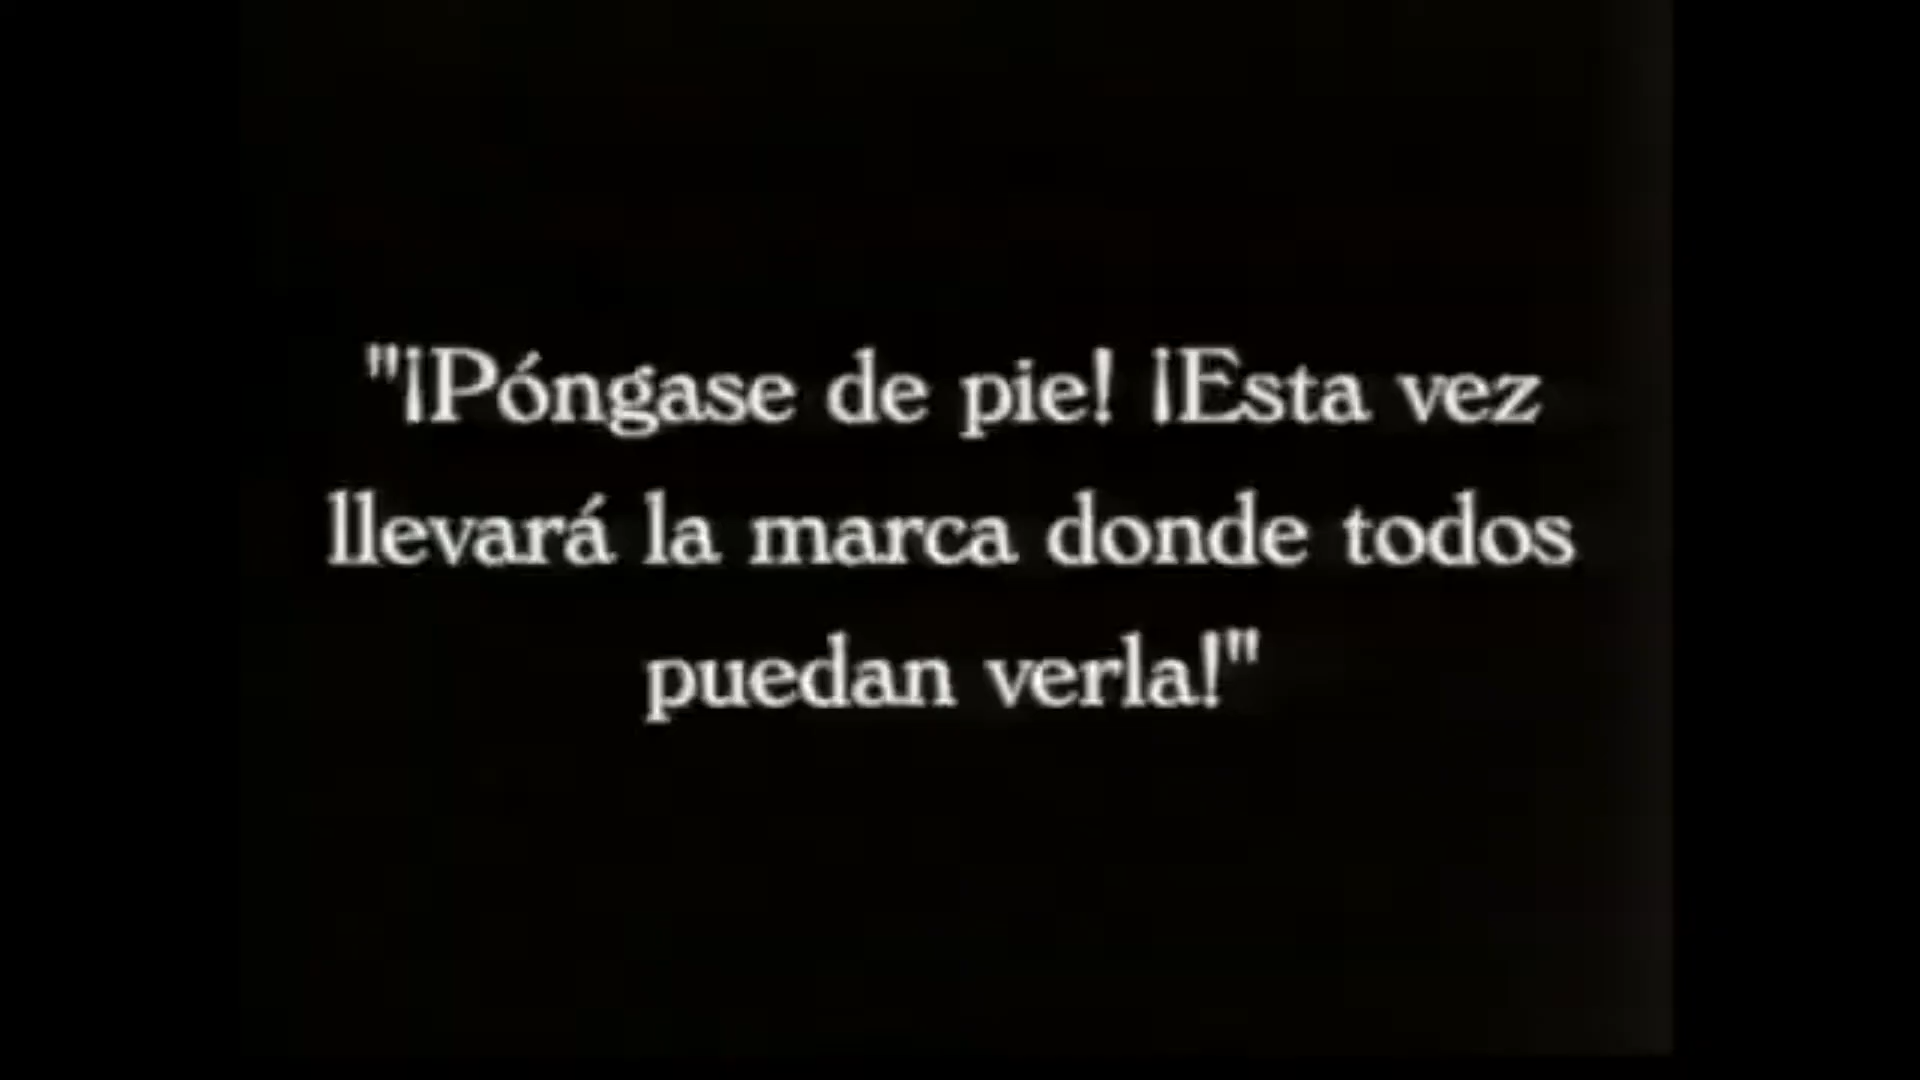 "¡Póngase de pie! ¡Esta vez
llevará la marca donde todos
puedan verla!"